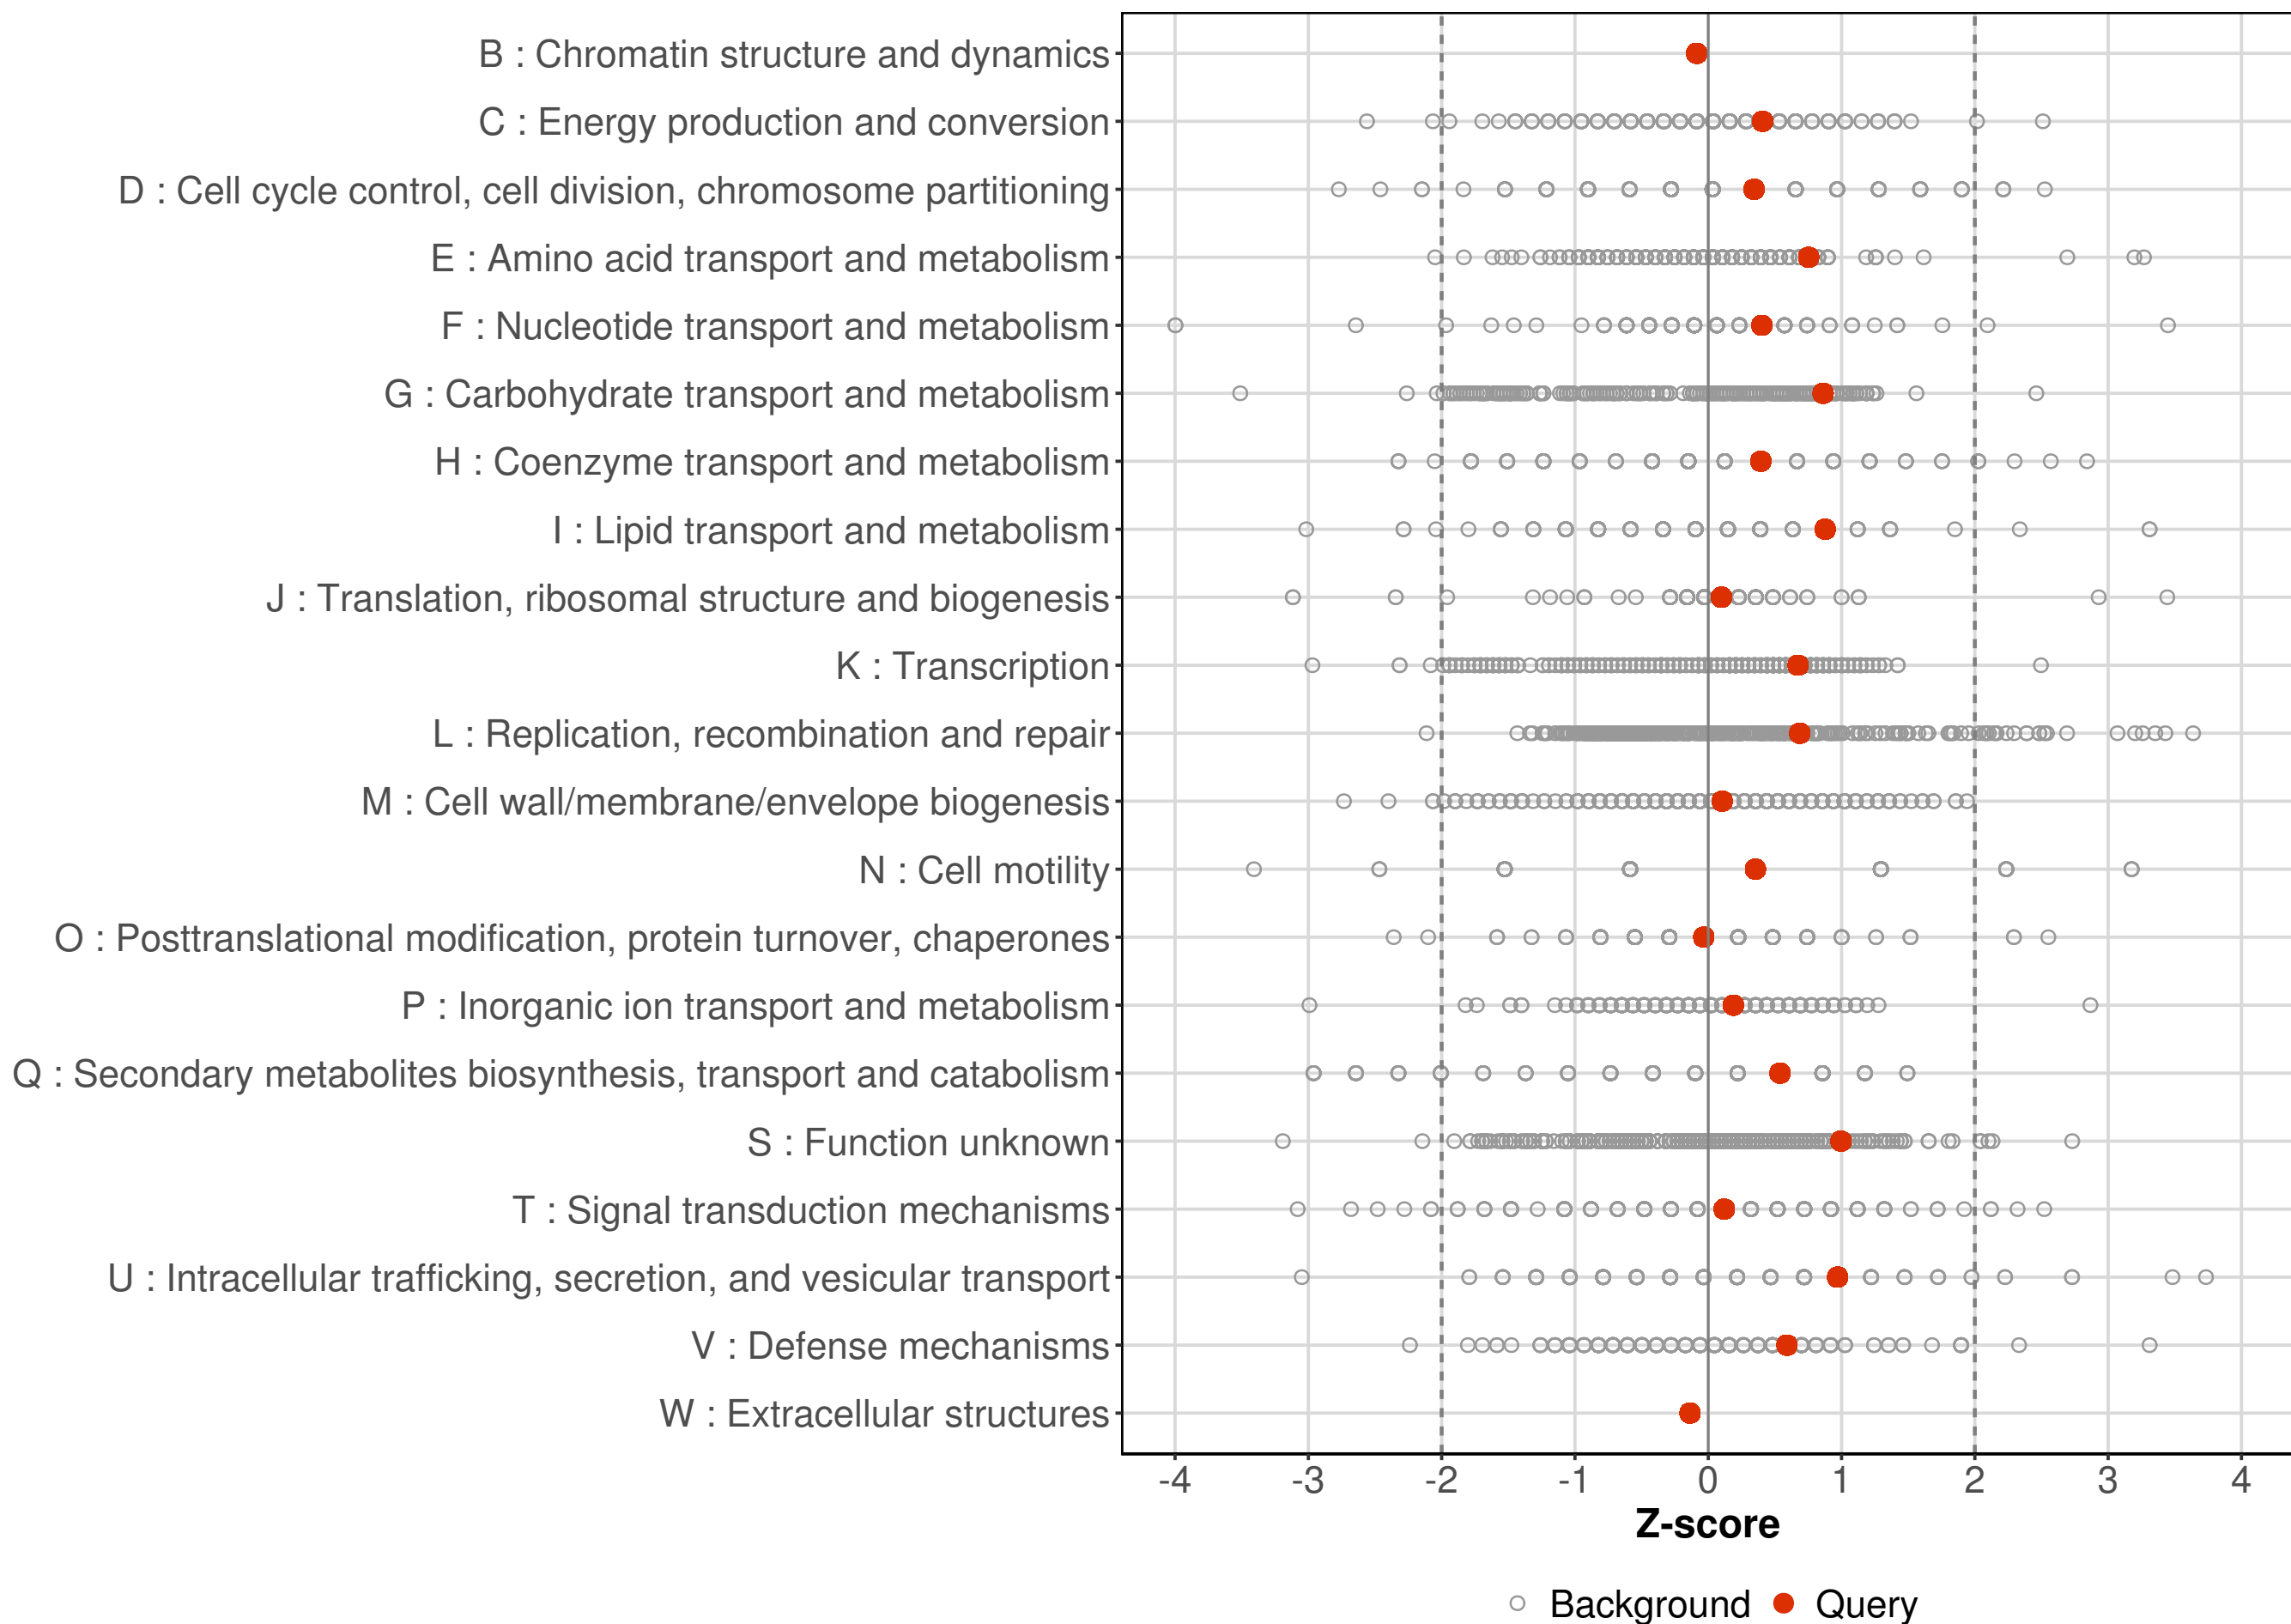 B : Chromatin structure and dynamics
C : Energy production and conversion
D : Cell cycle control, cell division, chromosome partitioning
E : Amino acid transport and metabolism
F : Nucleotide transport and metabolism
G : Carbohydrate transport and metabolism
H : Coenzyme transport and metabolism
I : Lipid transport and metabolism
J : Translation, ribosomal structure and biogenesis
K : Transcription
L : Replication, recombination and repair
M : Cell wall/membrane/envelope biogenesis
N : Cell motility
O : Posttranslational modification, protein turnover, chaperones
P : Inorganic ion transport and metabolism
Q : Secondary metabolites biosynthesis, transport and catabolism
S : Function unknown
T : Signal transduction mechanisms
U : Intracellular trafficking, secretion, and vesicular transport
V : Defense mechanisms
W : Extracellular structures
-4 -3 -2 -1 0 1 2 3 4
Z-score
Background Query